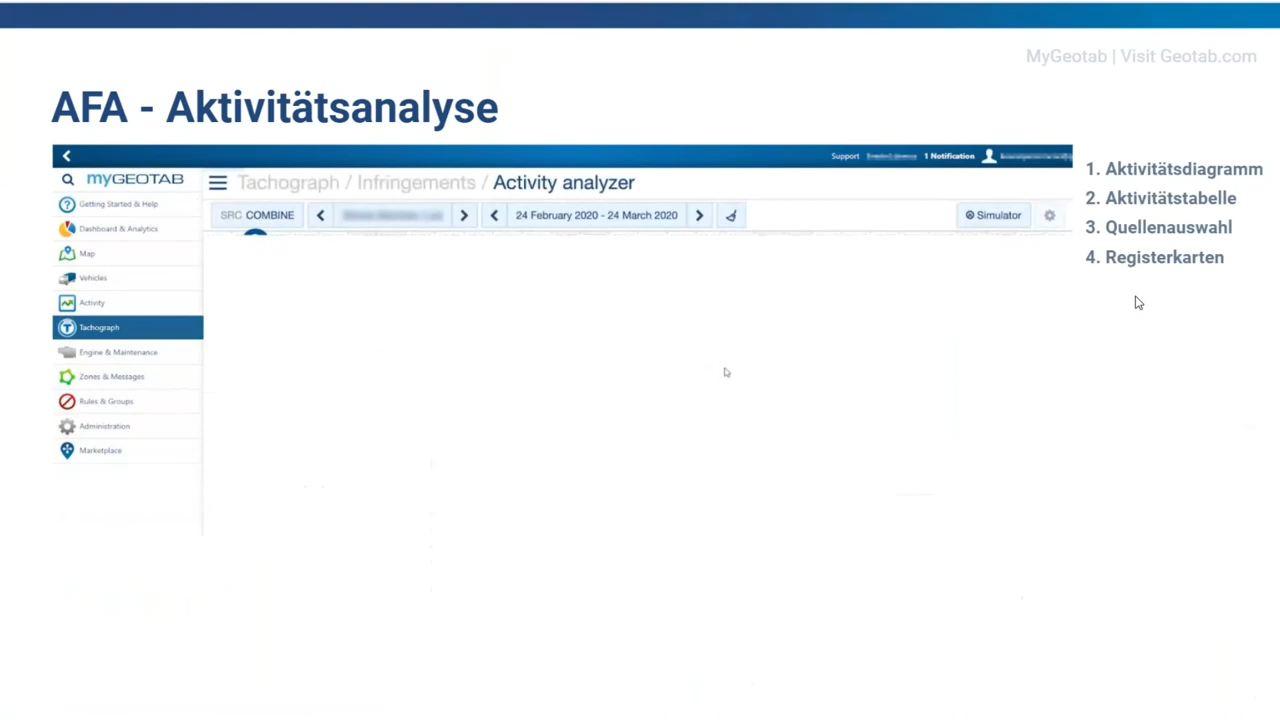 MyGeotab | Visit Geotab.com
AFA - Aktivitätsanalyse
Support
1 Notification
myGEOTAB
Tachograph / Infringements / Activity analyzer
SRC COMBINE
24 February 2020 - 24 March 2020
Simulator
Getting Started & Help
Dashboard & Analytics
Map
Vehicles
Activity
Tachograph
Engine & Maintenance
Zones & Messages
Rules & Groups
Administration
Marketplace
1. Aktivitätsdiagramm
2. Aktivitätstabelle
3. Quellenauswahl
4. Registerkarten